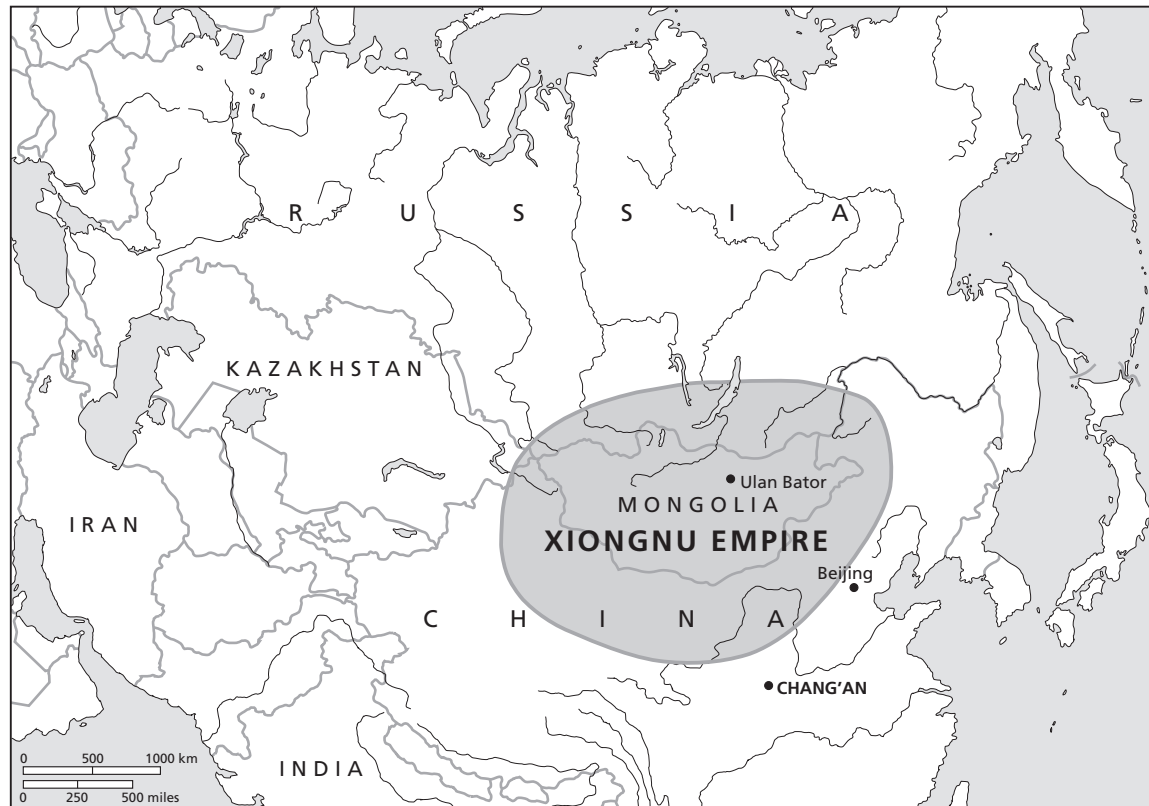 R U S S I A
KAZAKHSTAN
Ulan Bator
MONGOLIA
IRAN
XIONGNU EMPIRE
Beijing
C H I N A
CHANG'AN
0 500 1000 km
INDIA
0 250 500 miles